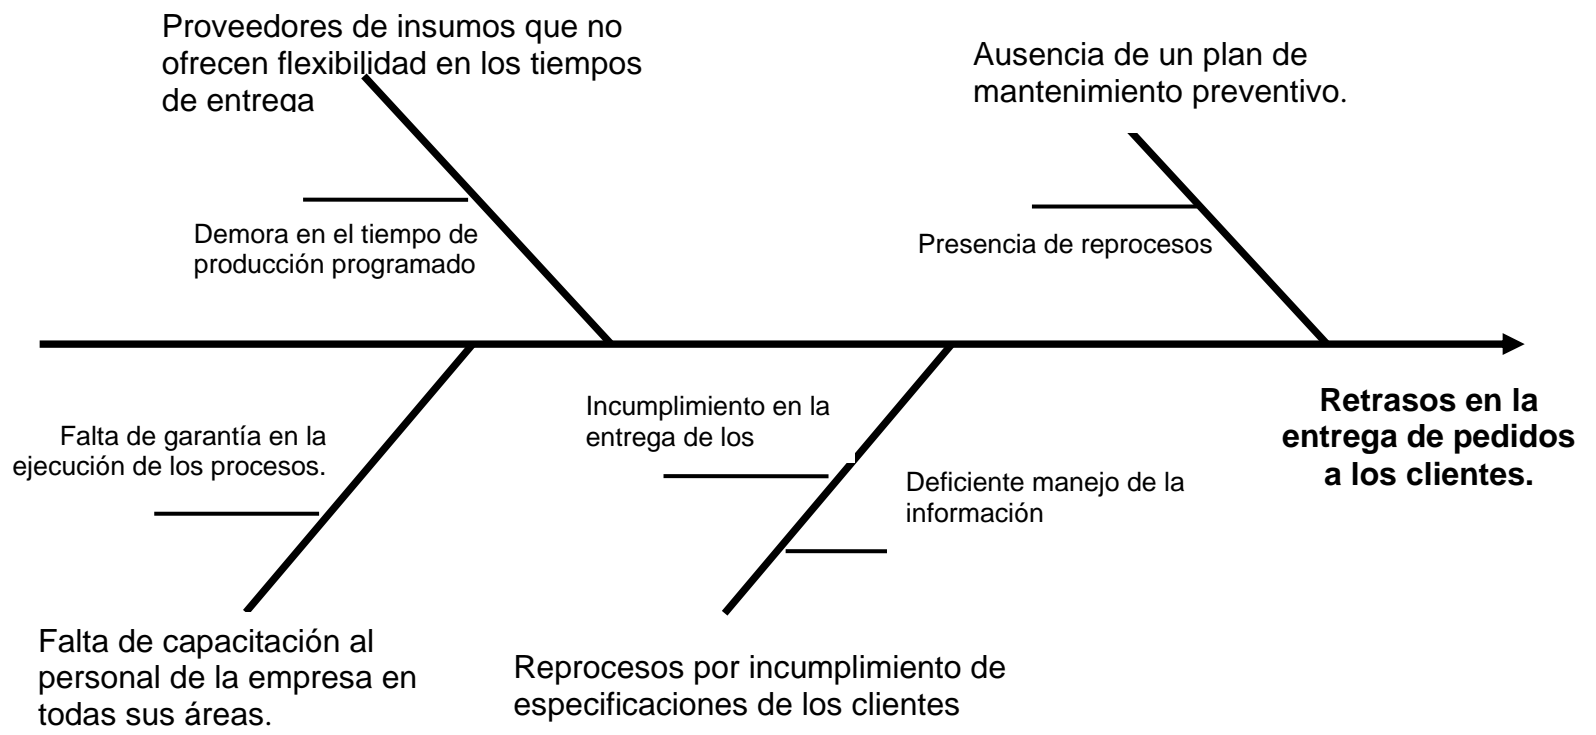 Proveedores de insumos que no
ofrecen flexibilidad en los tiempos
de entrega
Ausencia de un plan de
mantenimiento preventivo.
Demora en el tiempo de
producción programado
Presencia de reprocesos
Falta de garantía en la
ejecución de los procesos.
Incumplimiento en la
entrega de los
Deficiente manejo de la
información
Retrasos en la
entrega de pedidos
a los clientes.
Falta de capacitación al
personal de la empresa en
todas sus áreas.
Reprocesos por incumplimiento de
especificaciones de los clientes